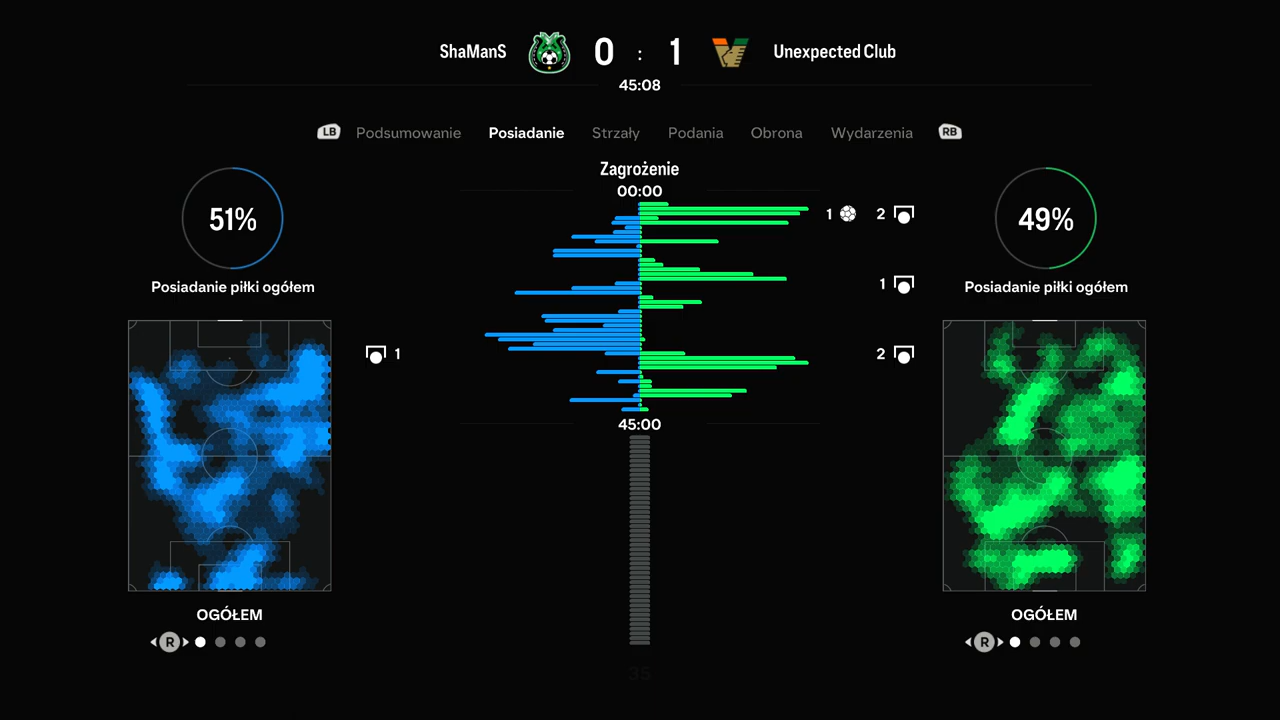 ShaManS 0 : 1 Unexpected Club
45:08
LB Podsumowanie Posiadanie Strzały Podania Obrona Wydarzenia RB
Zagrożenie
00:00
51%
Posiadanie piłki ogółem
49%
Posiadanie piłki ogółem
1 2
1
1
2
45:00
OGÓŁEM
R
OGÓŁEM
R
35